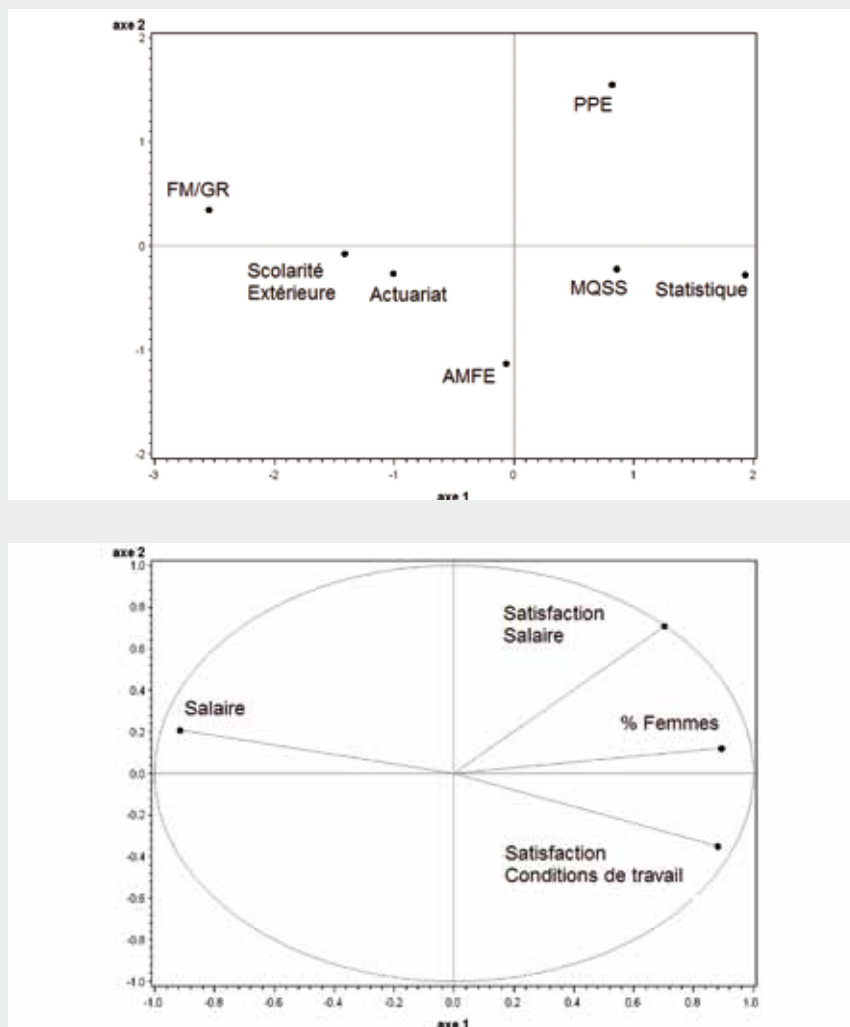 axe 2
2
PPE
1
FM/GR
0
Scolarité
Extérieure
Actuariat
MQSS
Statistique
-1
AMFE
-2
-3
-2
-1
0
1
2
axe 1
axe 2
1.0
0.8
Satisfaction
Salaire
0.6
0.4
Salaire
% Femmes
0.2
0.0
-0.2
Satisfaction
Conditions de travail
-0.4
-0.6
-0.8
-1.0
-1.0
-0.8
-0.6
-0.4
-0.2
0.0
0.2
0.4
0.6
0.8
1.0
axe 1